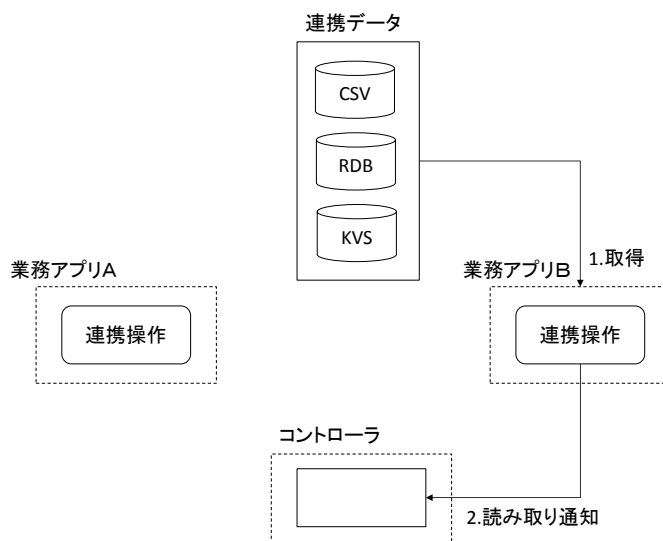 連携データ
CSV
RDB
KVS
1.取得
業務アプリA
業務アプリB
連携操作
連携操作
コントローラ
2.読み取り通知